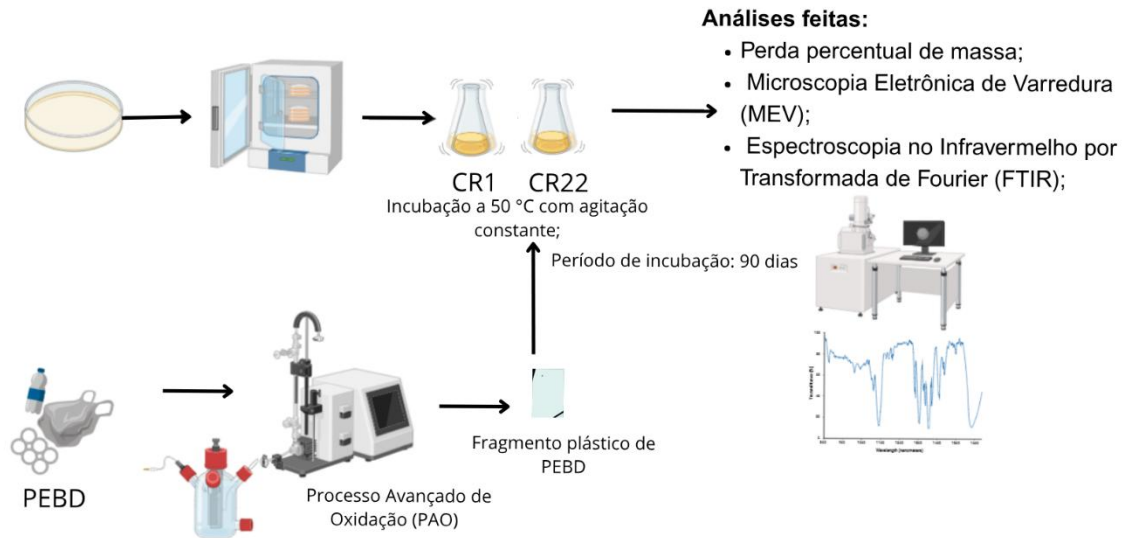 Análises feitas:
• Perda percentual de massa;
• Microscopia Eletrônica de Varredura
(MEV);
• Espectroscopia no Infravermelho por
Transformada de Fourier (FTIR);
CR1
CR22
Incubação a 50 °C com agitação
constante;
Período de incubação: 90 dias
PEBD
Processo Avançado de
Oxidação (PAO)
Fragmento plástico de
PEBD